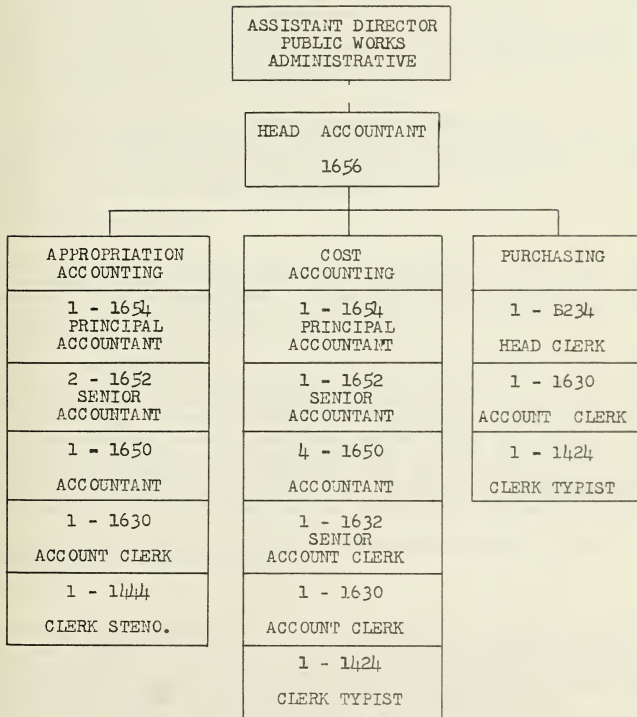 ASSISTANT DIRECTOR
PUBLIC WORKS
ADMINISTRATIVE
HEAD ACCOUNTANT
1656
APPROPRIATION
ACCOUNTING
1 - 1654
PRINCIPAL
ACCOUNTANT
2 - 1652
SENIOR
ACCOUNTANT
1 - 1650
ACCOUNTANT
1 - 1630
ACCOUNT CLERK
1 - 1444
CLERK STENO.
COST
ACCOUNTING
1 - 1654
PRINCIPAL
ACCOUNTANT
1 - 1652
SENIOR
ACCOUNTANT
4 - 1650
ACCOUNTANT
1 - 1632
SENIOR
ACCOUNT CLERK
1 - 1630
ACCOUNT CLERK
1 - 1424
CLERK TYPIST
PURCHASING
1 - B234
HEAD CLERK
1 - 1630
ACCOUNT CLERK
1 - 1424
CLERK TYPIST